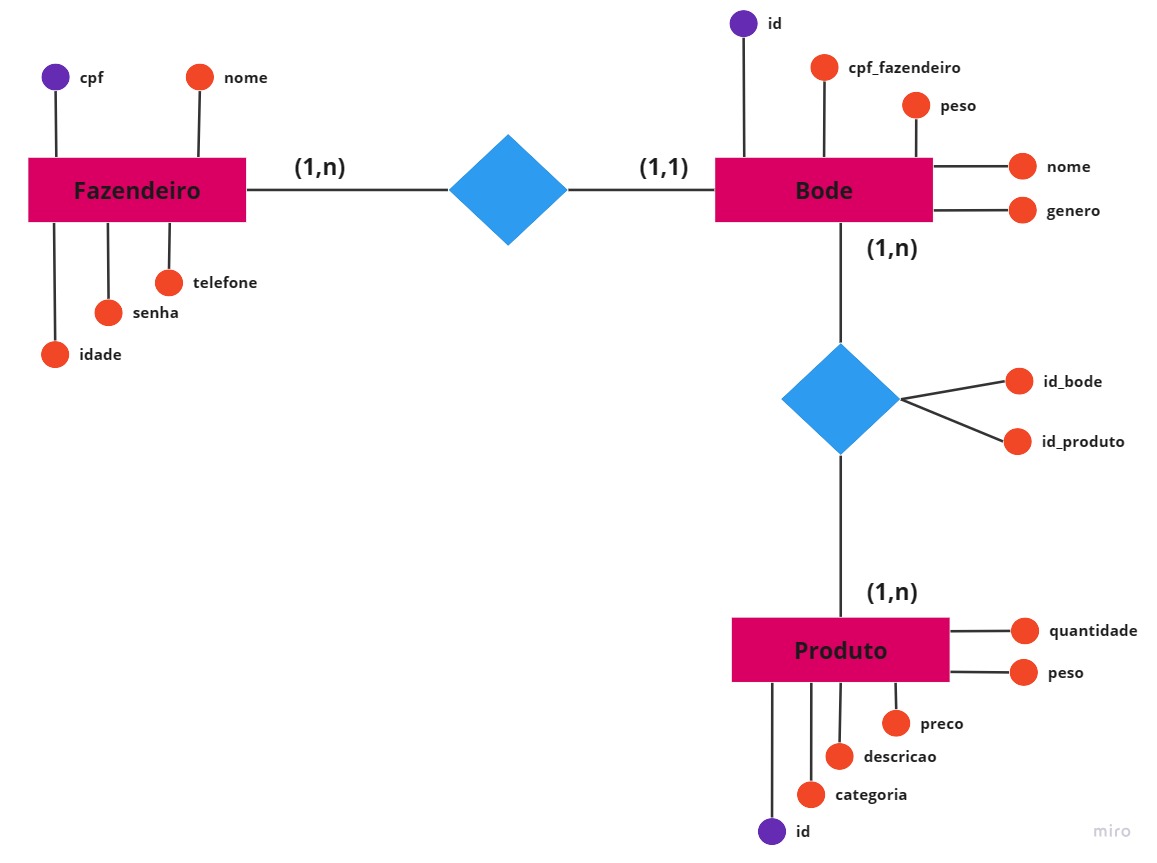 id
cpf
nome
cpf_fazendeiro
peso
(1,n)
(1,1)
nome
Fazendeiro
Bode
genero
(1,n)
telefone
senha
idade
id_bode
id_produto
(1,n)
quantidade
Produto
peso
preco
descricao
categoria
id
miro